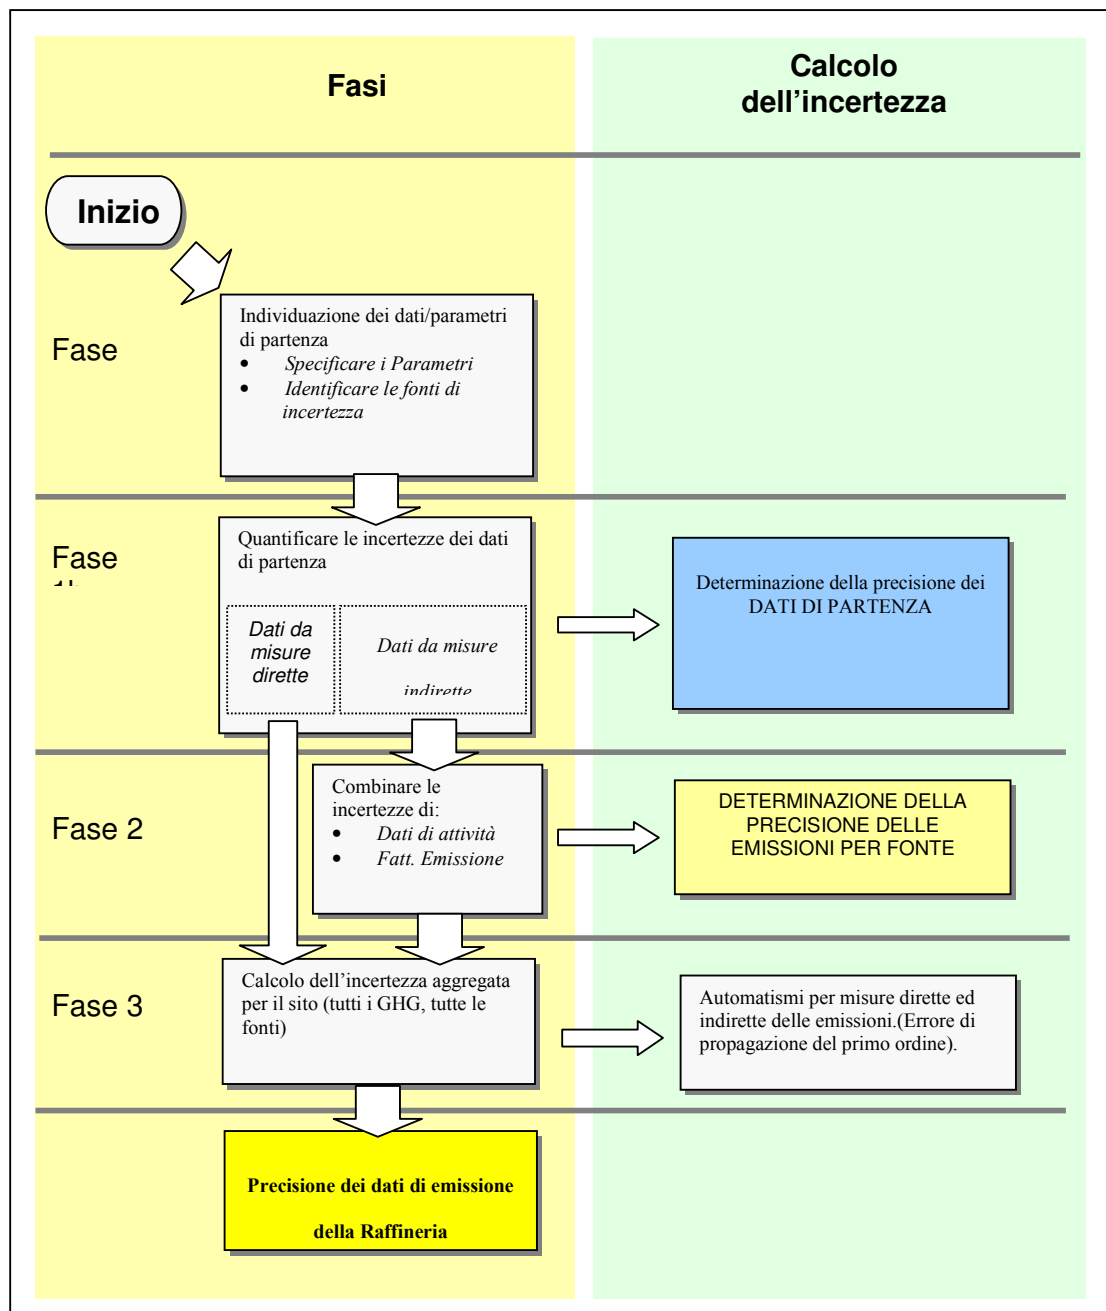 Fasi
Calcolo
dell'incertezza
Inizio
Fase
Individuazione dei dati/parametri
di partenza
• Specificare i Parametri
• Identificare le fonti di
incertezza
Fase
Quantificare le incertezze dei dati
di partenza
Dati da
misure
dirette
Dati da misure
indirette
Determinazione della precisione dei
DATI DI PARTENZA
Fase 2
Combinare le
incertezze di:
• Dati di attività
• Fatt. Emissione
DETERMINAZIONE DELLA
PRECISIONE DELLE
EMISSIONI PER FONTE
Fase 3
Calcolo dell'incertezza aggregata
per il sito (tutti i GHG, tutte le
fonti)
Automatismi per misure dirette ed
indirette delle emissioni.(Errore di
propagazione del primo ordine).
Precisione dei dati di emissione
della Raffineria